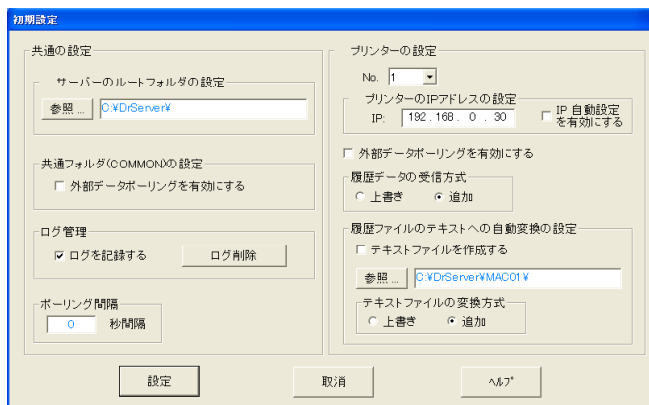 初期設定
共通の設定
サーバーのルートフォルダの設定
参照 ...
C:¥DrServer¥
共通フォルダ(COMMON)の設定
外部データポーリングを有効にする
ログ管理
ログを記録する
ログ削除
ポーリング間隔
0 秒間隔
プリンターの設定
No. 1
プリンターのIPアドレスの設定
IP: 192 . 168 . 0 . 30
IP 自動設定
を有効にする
外部データポーリングを有効にする
履歴データの受信方式
上書き 追加
履歴ファイルのテキストへの自動変換の設定
テキストファイルを作成する
参照 ...
C:¥DrServer¥MAC01¥
テキストファイルの変換方式
上書き 追加
設定 取消 ﾍﾙﾌﾟ